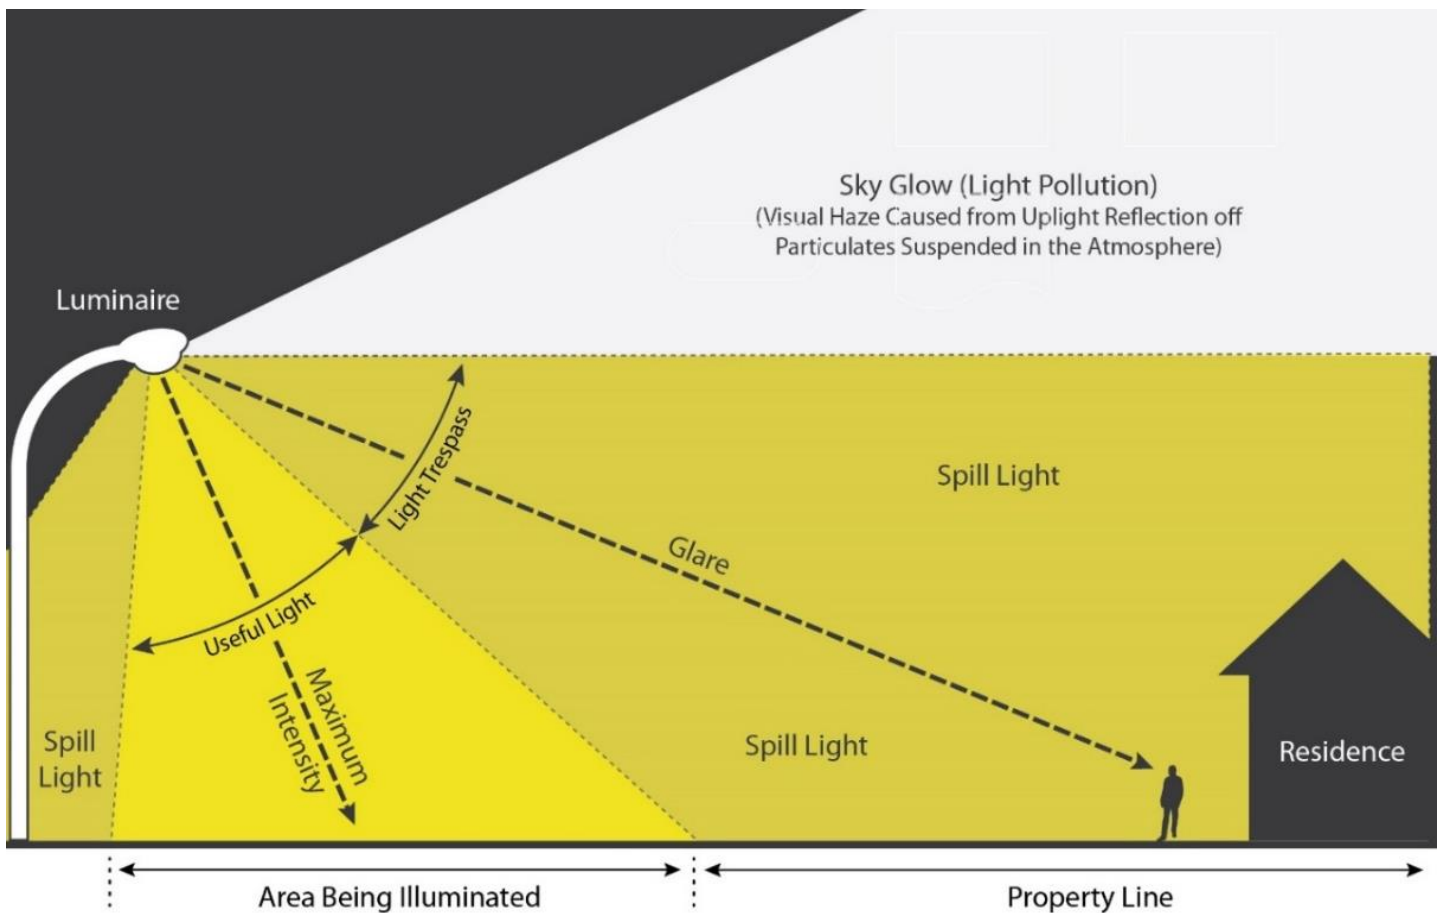 Sky Glow (Light Pollution)
(Visual Haze Caused from Uplight Reflection off
Particulates Suspended in the Atmosphere)
Luminaire
Light Trespass
Spill Light
Glare
Useful Light
Maximum
Intensity
Spill
Light
Spill Light
Residence
Area Being Illuminated
Property Line